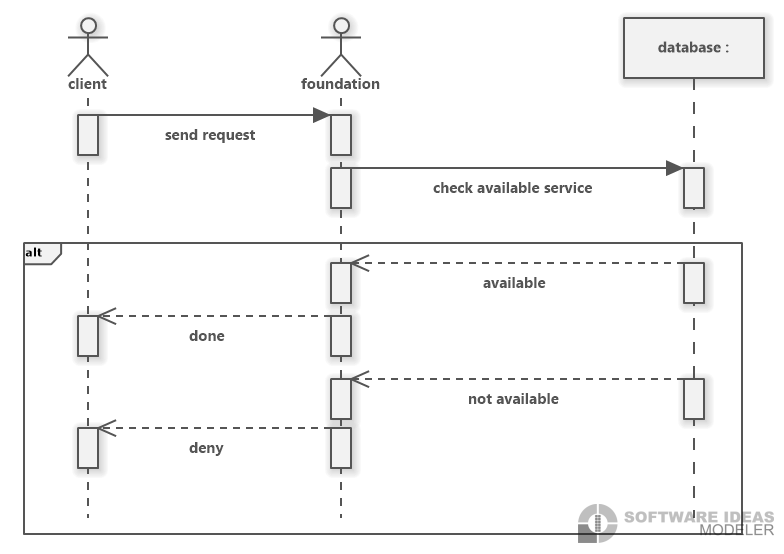 client
foundation
database :
send request
check available service
alt
available
done
not available
deny
SOFTWARE IDEAS
MODELER